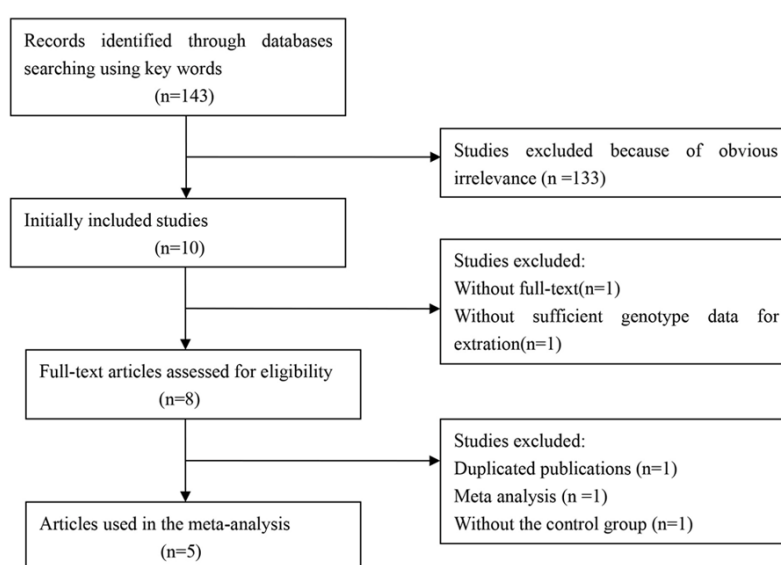 Records identified through databases
searching using key words
(n=143)
Studies excluded because of obvious
irrelevance (n =133)
Initially included studies
(n=10)
Studies excluded:
Without full-text(n=1)
Without sufficient genotype data for
extration(n=1)
Full-text articles assessed for eligibility
(n=8)
Studies excluded:
Duplicated publications (n=1)
Meta analysis (n =1)
Without the control group (n=1)
Articles used in the meta-analysis
(n=5)